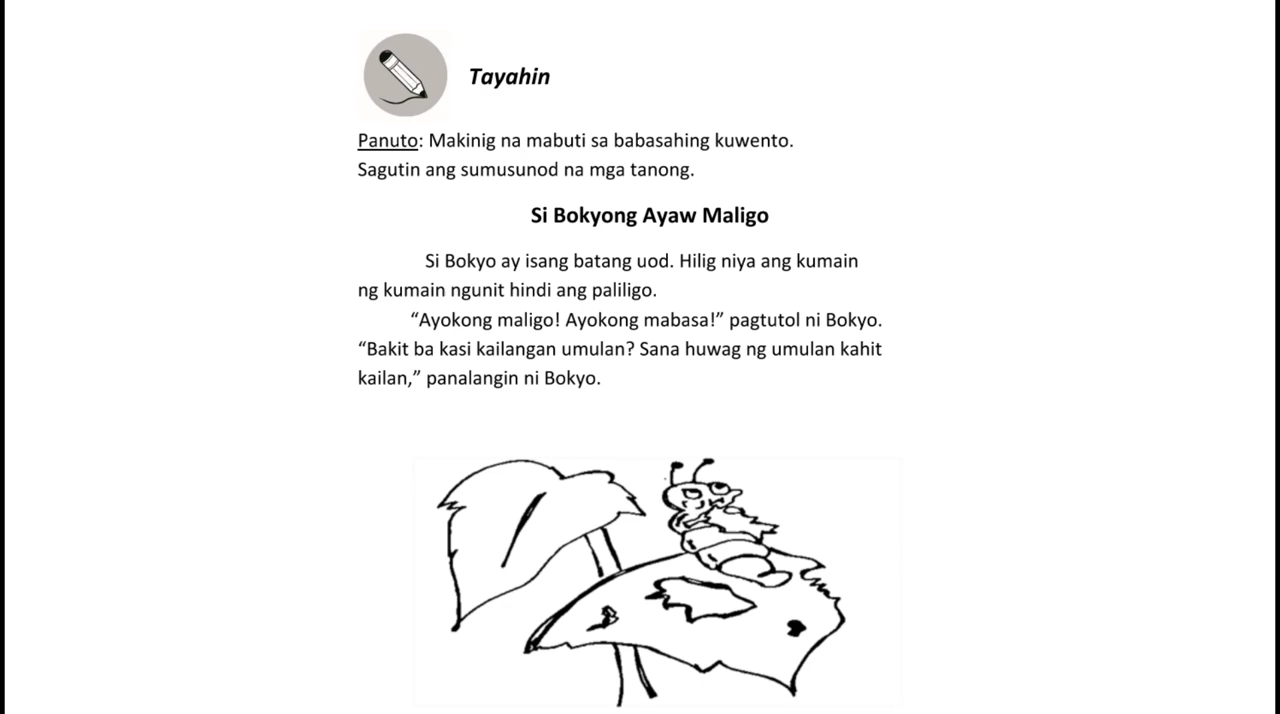 Tayahin
Panuto: Makinig na mabuti sa babasahing kuwento.
Sagutin ang sumusunod na mga tanong.
Si Bokyong Ayaw Maligo
Si Bokyo ay isang batang uod. Hilig niya ang kumain
ng kumain ngunit hindi ang paliligo.
“Ayokong maligo! Ayokong mabasa!” pagtutol ni Bokyo.
“Bakit ba kasi kailangan umulan? Sana huwag ng umulan kahit
kailan,” panalangin ni Bokyo.